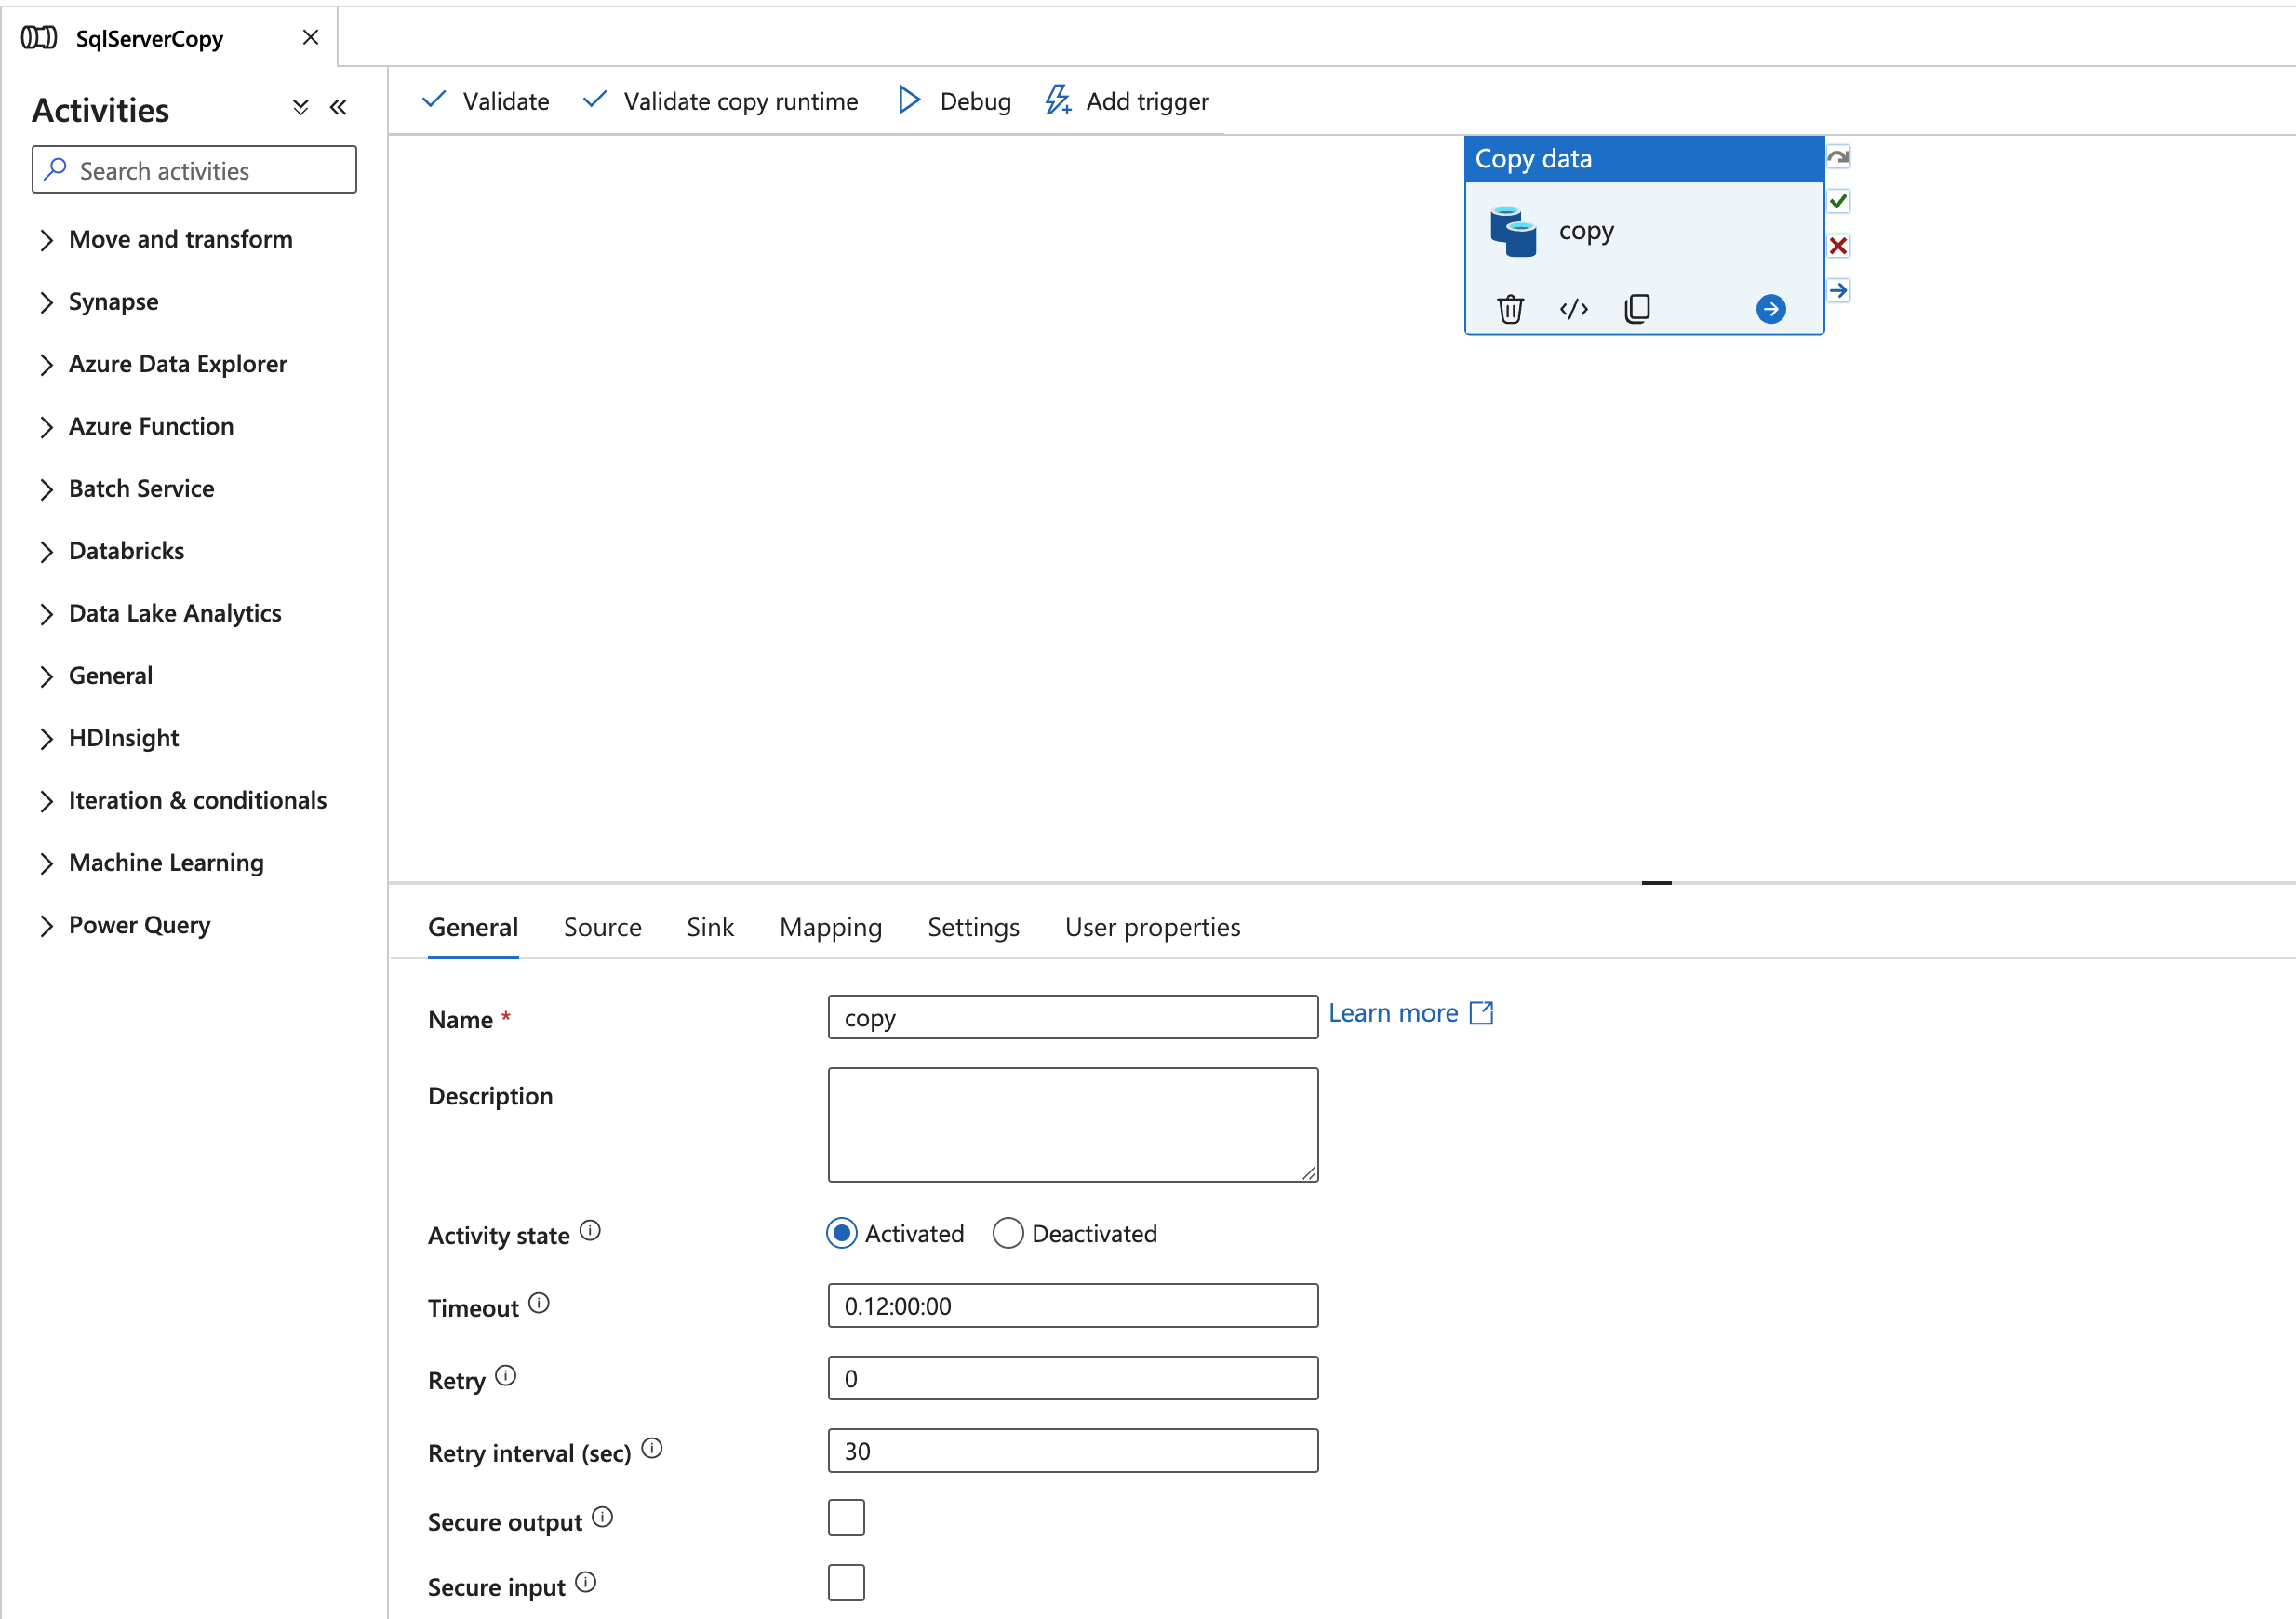 SqlServerCopy
Activities
Search activities
Move and transform
Synapse
Azure Data Explorer
Azure Function
Batch Service
Databricks
Data Lake Analytics
General
HDInsight
Iteration & conditionals
Machine Learning
Power Query
Validate
Validate copy runtime
Debug
Add trigger
Copy data
copy
General
Source
Sink
Mapping
Settings
User properties
Name *
copy
Learn more
Description
Activity state
Activated
Deactivated
Timeout
0.12:00:00
Retry
0
Retry interval (sec)
30
Secure output
Secure input